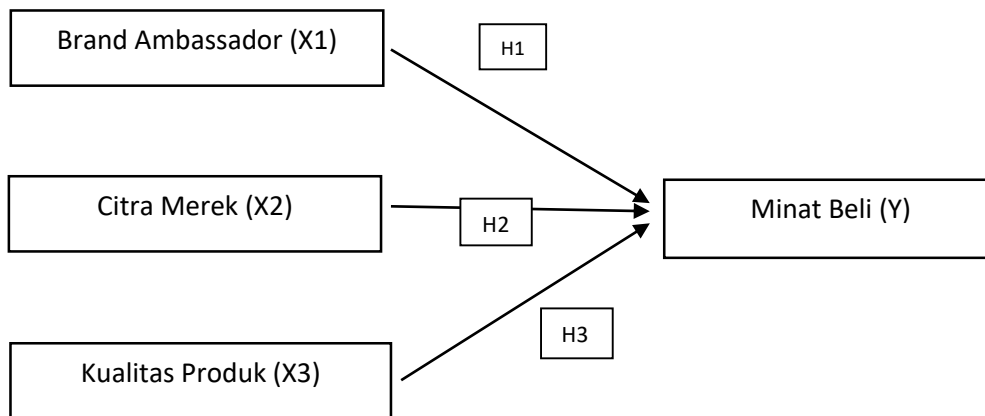 Brand Ambassador (X1)
H1
Citra Merek (X2)
H2
Minat Beli (Y)
H3
Kualitas Produk (X3)